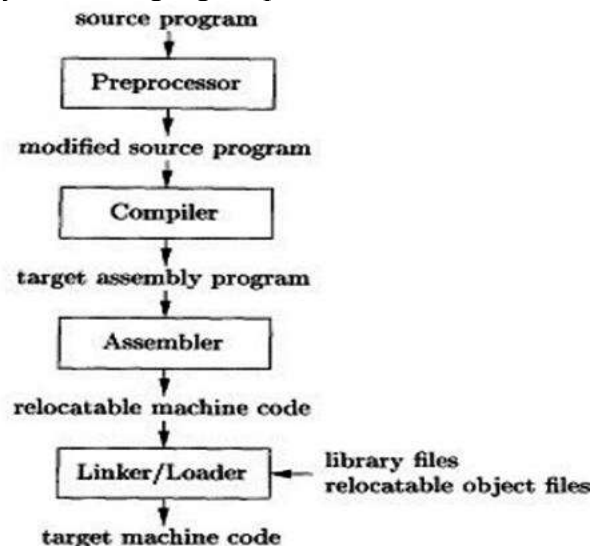 source program
Preprocessor
modified source program
Compiler
target assembly program
Assembler
relocatable machine code
Linker/Loader
library files
relocatable object files
target machine code